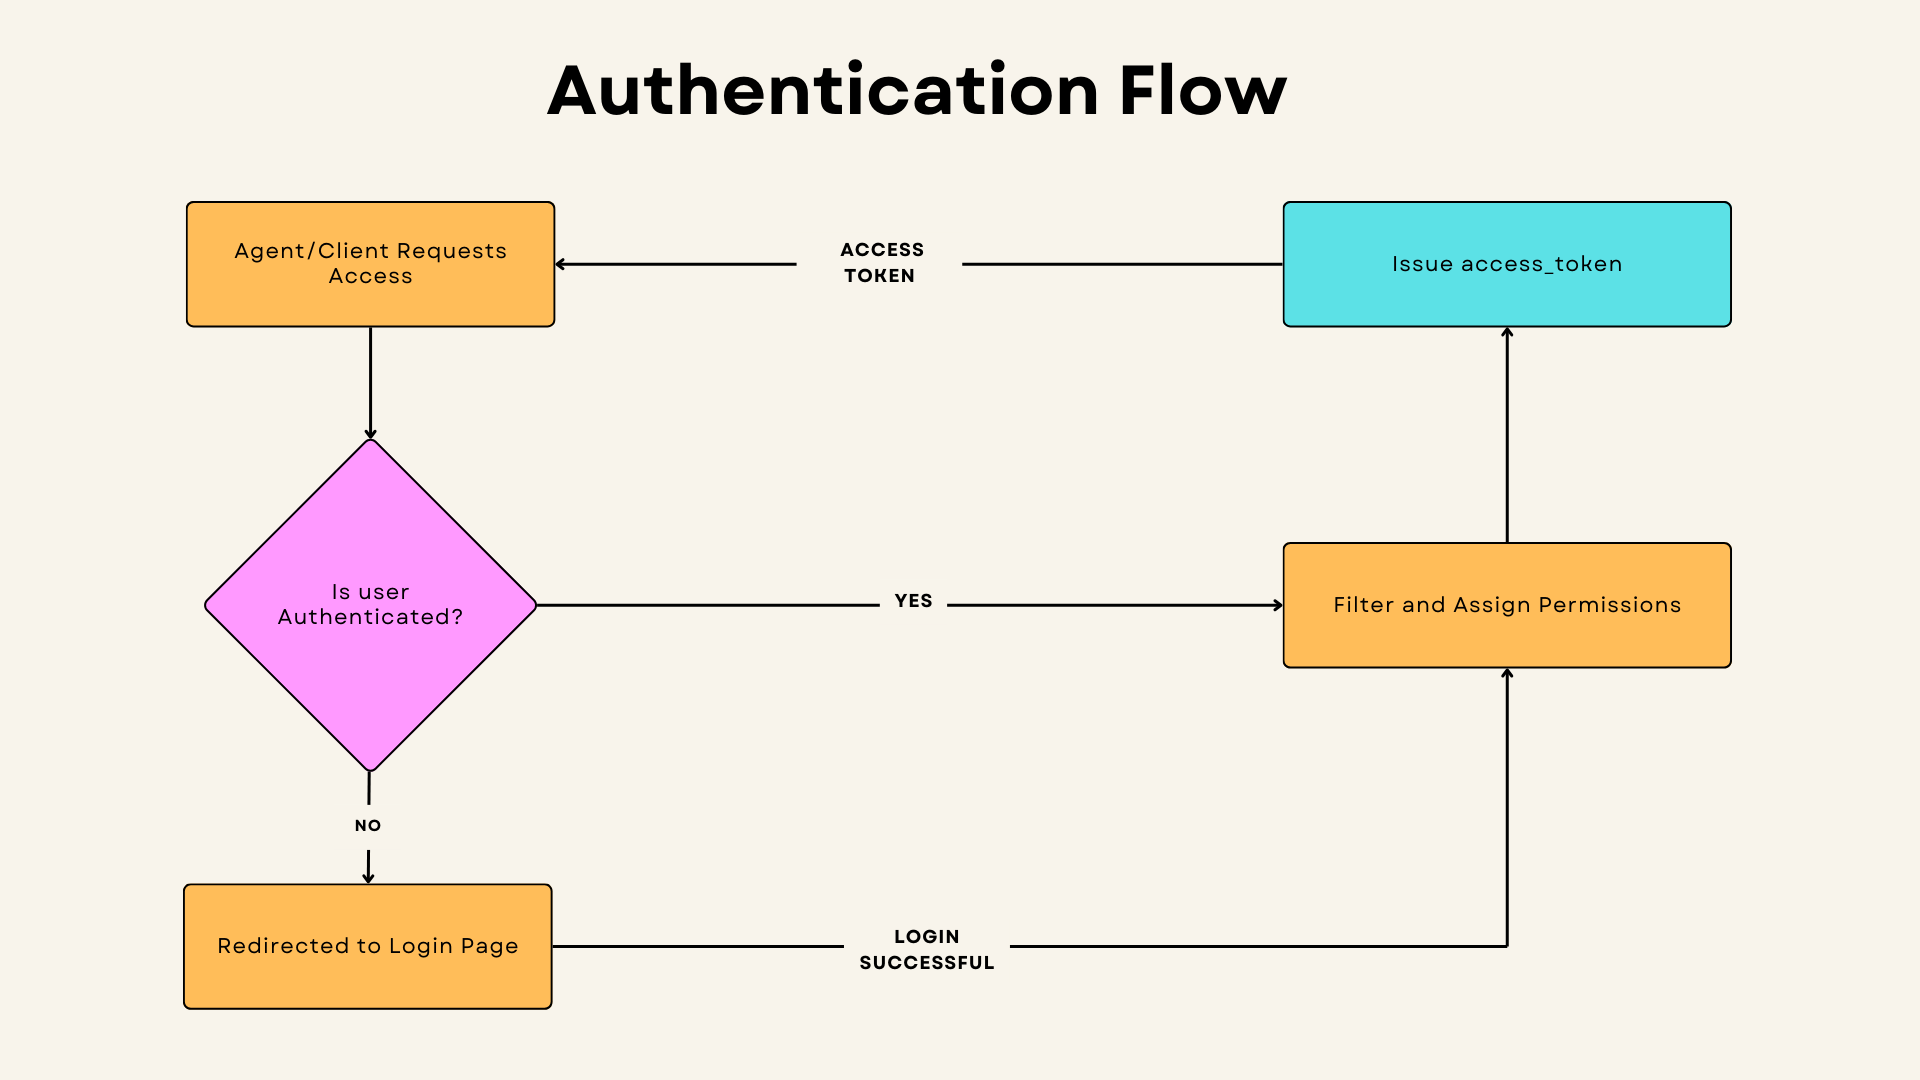 Authentication Flow
Agent/Client Requests
Access
ACCESS
TOKEN
Issue access_token
Is user
Authenticated?
YES
Filter and Assign Permissions
NO
Redirected to Login Page
LOGIN
SUCCESSFUL